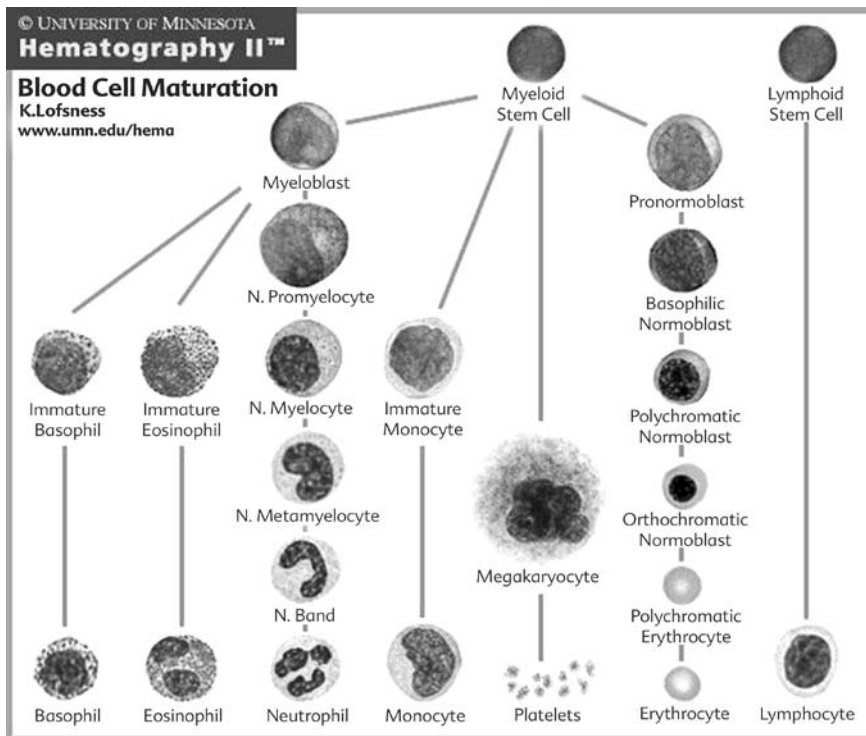 © UNIVERSITY OF MINNESOTA
Hematography II™
Blood Cell Maturation
K.Lofsness
www.umn.edu/hema
Myeloid
Stem Cell
Lymphoid
Stem Cell
Myeloblast
Pronormoblast
N. Promyelocyte
Basophilic
Normoblast
Immature
Basophil
Immature
Eosinophil
N. Myelocyte
Immature
Monocyte
Polychromatic
Normoblast
N. Metamyelocyte
Orthochromatic
Normoblast
Megakaryocyte
N. Band
Polychromatic
Erythrocyte
Basophil
Eosinophil
Neutrophil
Monocyte
Platelets
Erythrocyte
Lymphocyte